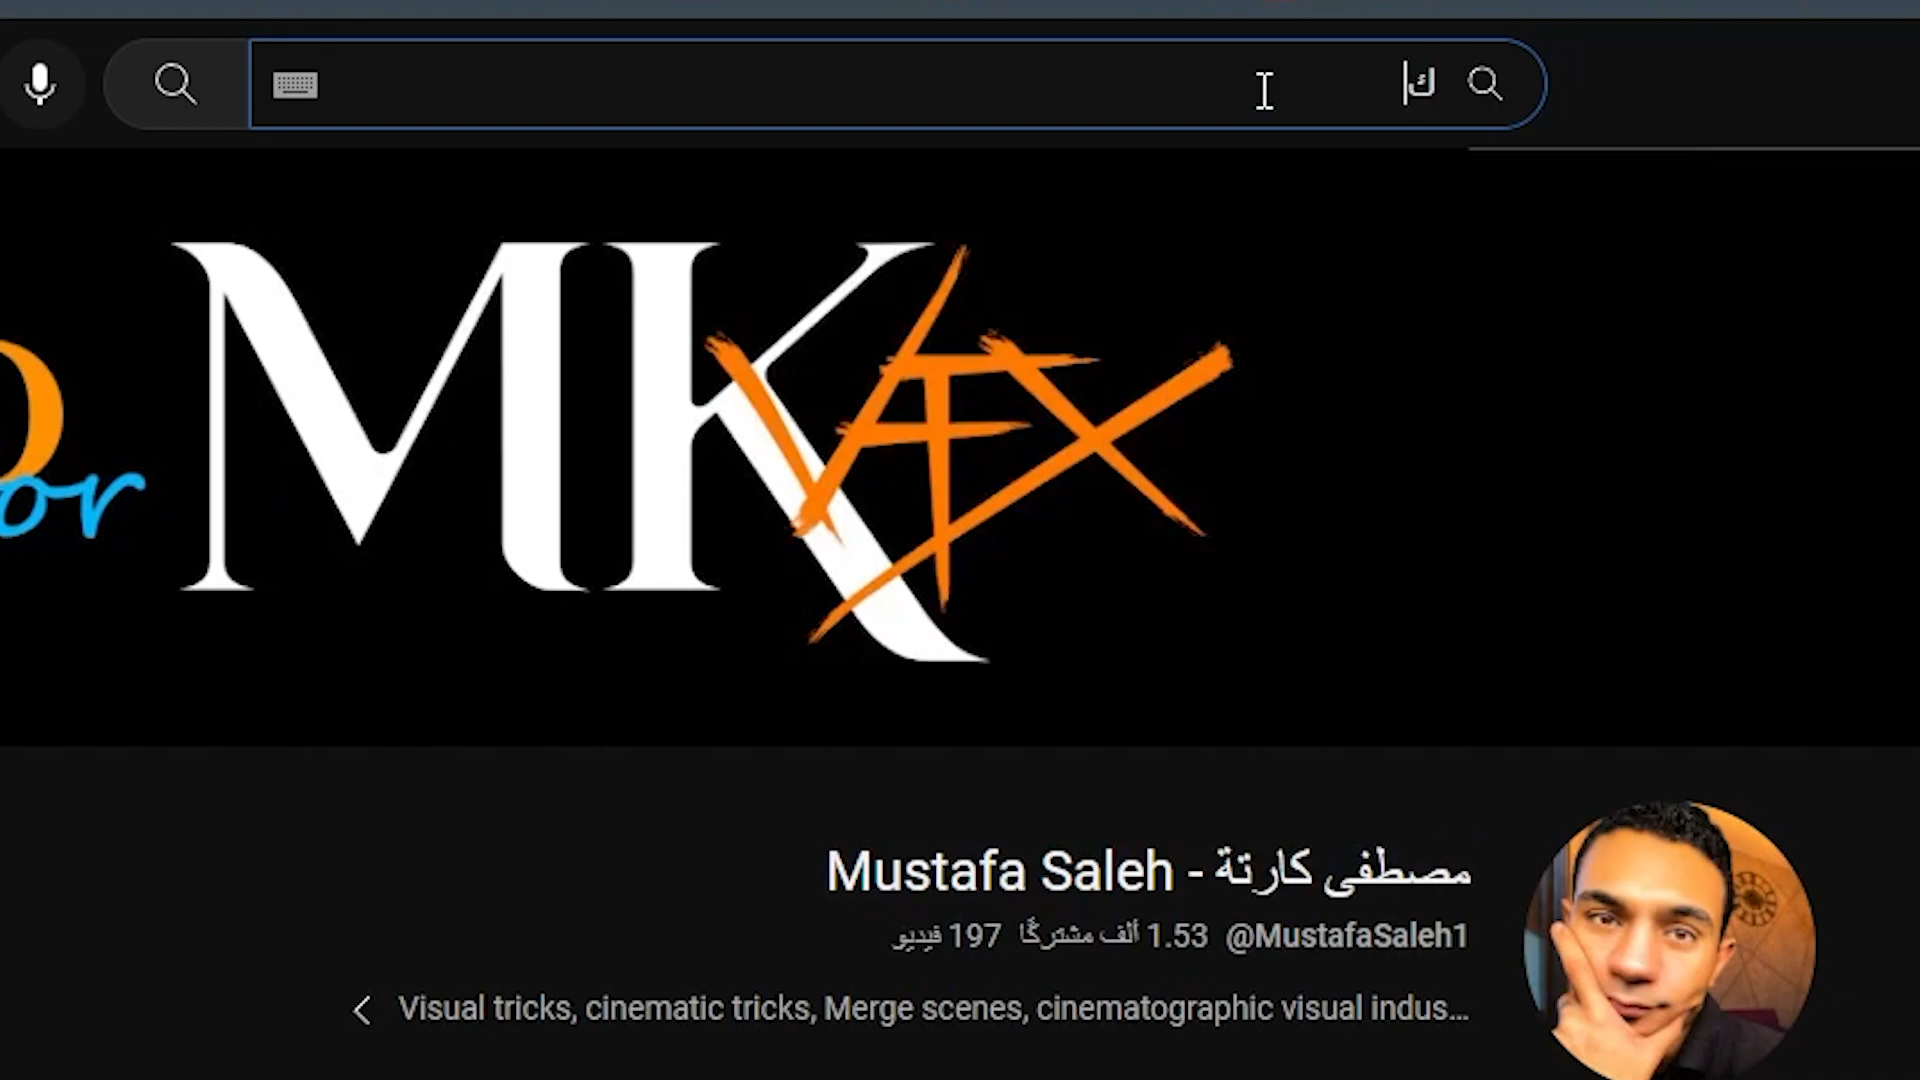 ك
or MK VFX
مصطفى كارتة - Mustafa Saleh
@MustafaSaleh1 1.53 ألف مشتركًا 197 فيديو
Visual tricks, cinematic tricks, Merge scenes, cinematographic visual indus...